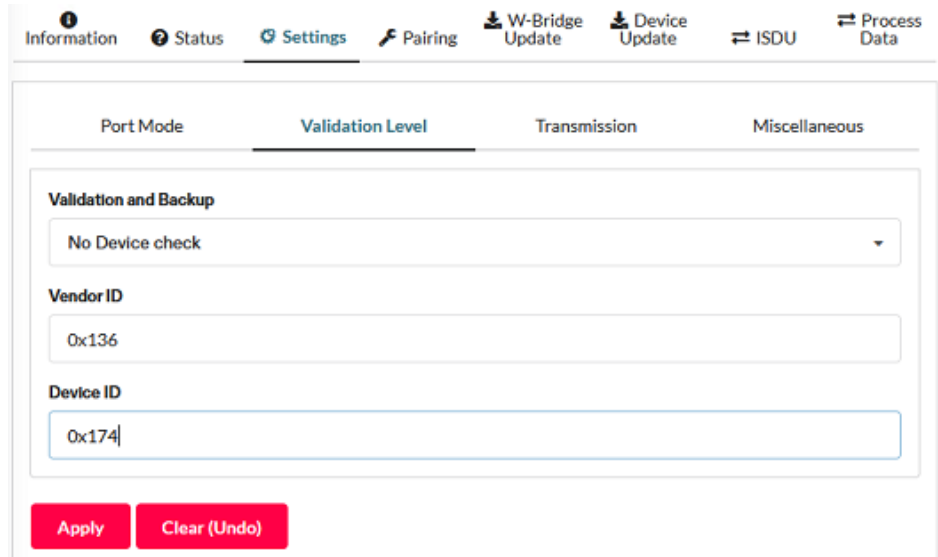 Information
Status
Settings
Pairing
W-Bridge
Update
Device
Update
ISDU
Process
Data
Port Mode
Validation Level
Transmission
Miscellaneous
Validation and Backup
No Device check
Vendor ID
0x136
Device ID
0x174
Apply
Clear (Undo)